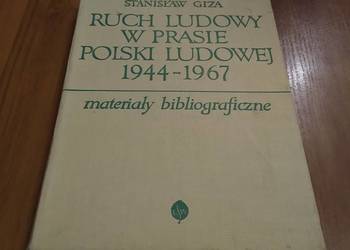 STANISŁAW GIZA
RUCH LUDOWY
W PRASIE
POLSKI LUDOWEJ
1944-1967
materiały bibliograficzne